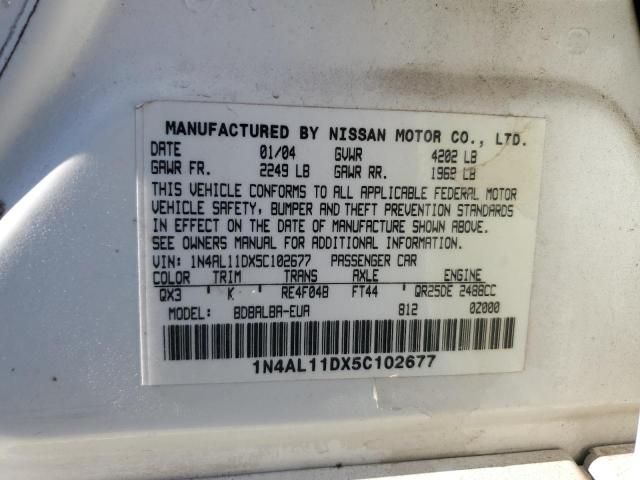 MANUFACTURED BY NISSAN MOTOR CO., LTD.
DATE 01/04 GVWR 4202 LB
GAWR FR. 2249 LB GAWR RR. 1962 LB
THIS VEHICLE CONFORMS TO ALL APPLICABLE FEDERAL MOTOR
VEHICLE SAFETY, BUMPER AND THEFT PREVENTION STANDARDS
IN EFFECT ON THE DATE OF MANUFACTURE SHOWN ABOVE.
SEE OWNERS MANUAL FOR ADDITIONAL INFORMATION.
VIN: 1N4AL11DX5C102677 PASSENGER CAR
COLOR TRIM TRANS AXLE ENGINE
QX3 K RE4F04B FT44 QR25DE 2488CC
MODEL: BDBALBA-EUA 812 0Z000
1N4AL11DX5C102677